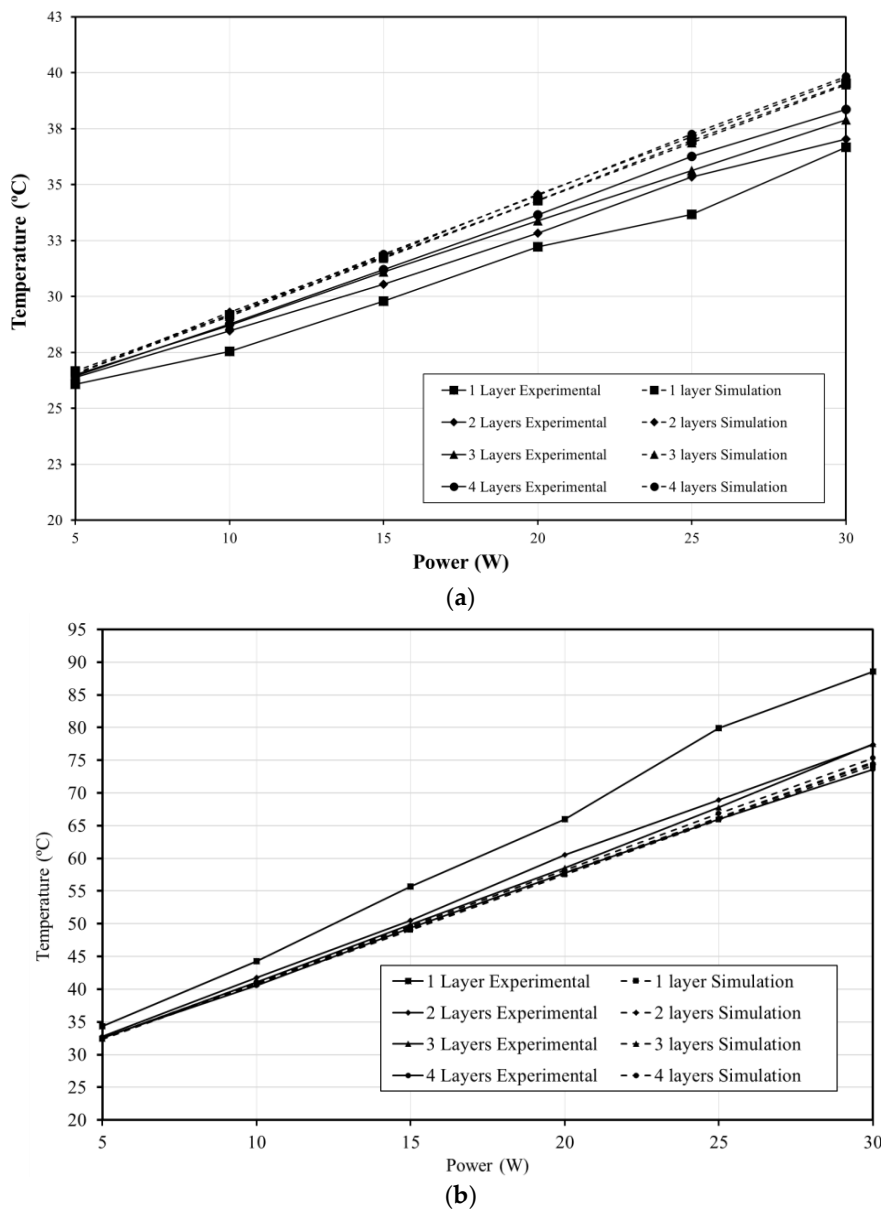 43
40
38
35
33
30
28
25
23
20
Temperature (ºC)
1 Layer Experimental
1 layer Simulation
2 Layers Experimental
2 layers Simulation
3 Layers Experimental
3 layers Simulation
4 Layers Experimental
4 layers Simulation
5 10 15 20 25 30
Power (W)
(a)
95
90
85
80
75
70
65
60
55
50
45
40
35
30
25
20
Temperature (ºC)
1 Layer Experimental
1 layer Simulation
2 Layers Experimental
2 layers Simulation
3 Layers Experimental
3 layers Simulation
4 Layers Experimental
4 layers Simulation
5 10 15 20 25 30
Power (W)
(b)